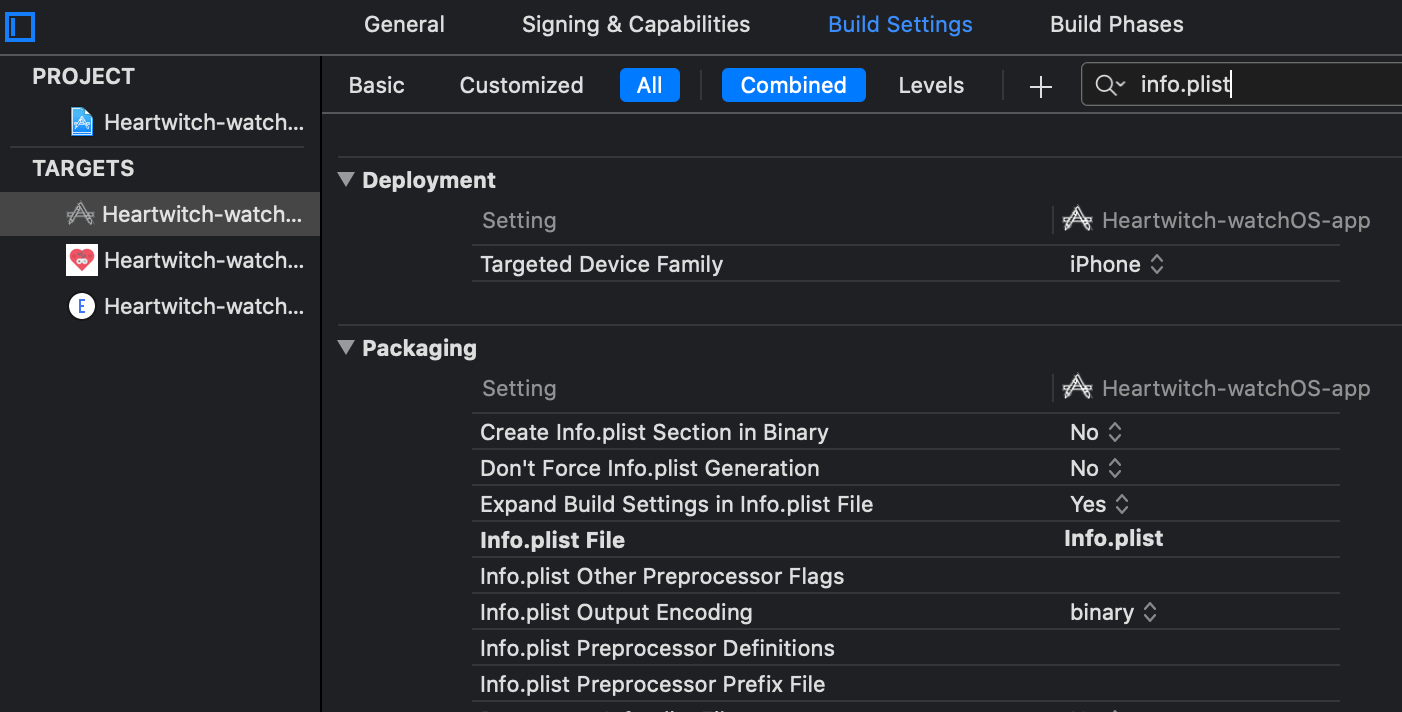 General Signing & Capabilities Build Settings Build Phases
PROJECT
Heartwitch-watch...
TARGETS
Heartwitch-watch...
Heartwitch-watch...
E Heartwitch-watch...
Basic Customized All Combined Levels + info.plist
Deployment
Setting Heartwitch-watchOS-app
Targeted Device Family iPhone
Packaging
Setting Heartwitch-watchOS-app
Create Info.plist Section in Binary No
Don't Force Info.plist Generation No
Expand Build Settings in Info.plist File Yes
Info.plist File Info.plist
Info.plist Other Preprocessor Flags
Info.plist Output Encoding binary
Info.plist Preprocessor Definitions
Info.plist Preprocessor Prefix File